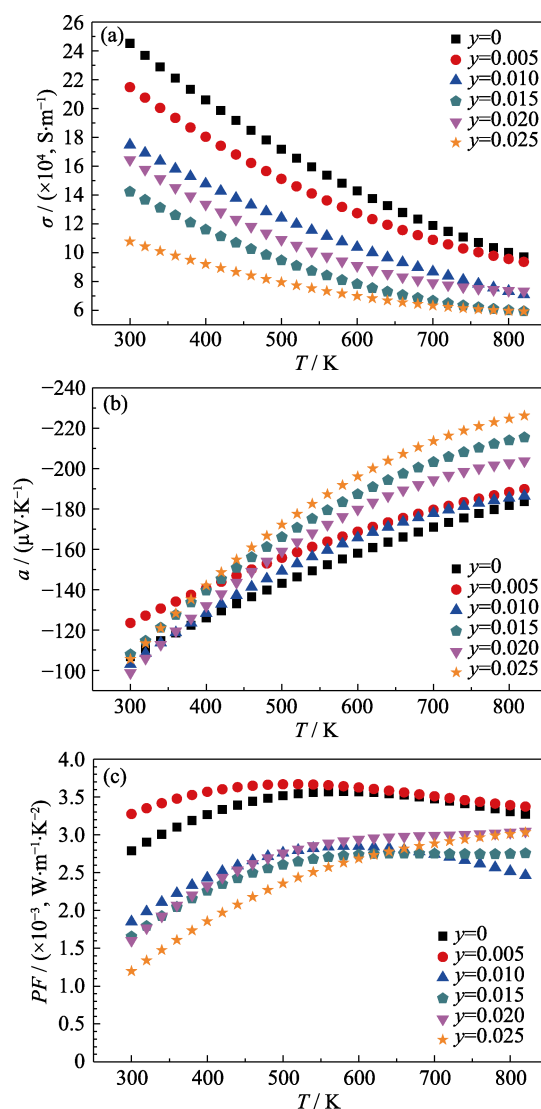 (a)
y=0
y=0.005
y=0.010
y=0.015
y=0.020
y=0.025
26
24
22
20
18
16
14
12
10
8
6
σ / (×10⁴, S·m⁻¹)
300 400 500 600 700 800
T / K
(b)
−240
−220
−200
−180
−160
−140
−120
−100
a / (μV·K⁻¹)
y=0
y=0.005
y=0.010
y=0.015
y=0.020
y=0.025
300 400 500 600 700 800
T / K
(c)
4.0
3.5
3.0
2.5
2.0
1.5
1.0
0.5
0
PF / (×10⁻³, W·m⁻¹·K⁻²)
y=0
y=0.005
y=0.010
y=0.015
y=0.020
y=0.025
300 400 500 600 700 800
T / K